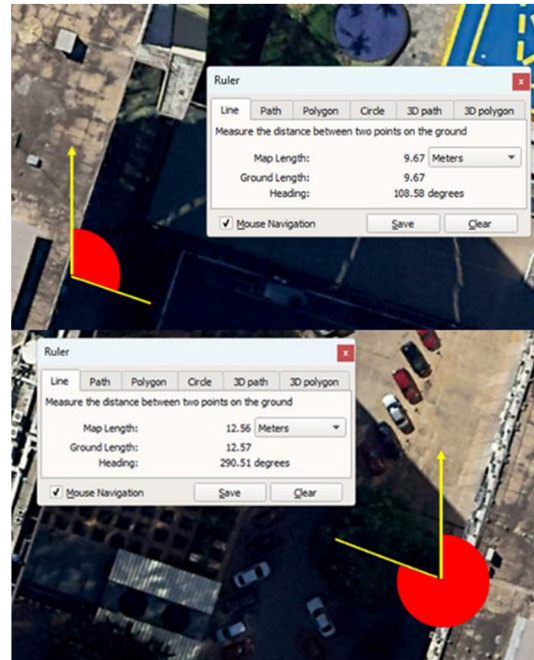 Ruler x
Line Path Polygon Circle 3D path 3D polygon
Measure the distance between two points on the ground
Map Length: 9.67 Meters
Ground Length: 9.67
Heading: 108.58 degrees
Mouse Navigation Save Clear
Ruler x
Line Path Polygon Circle 3D path 3D polygon
Measure the distance between two points on the ground
Map Length: 12.56 Meters
Ground Length: 12.57
Heading: 290.51 degrees
Mouse Navigation Save Clear